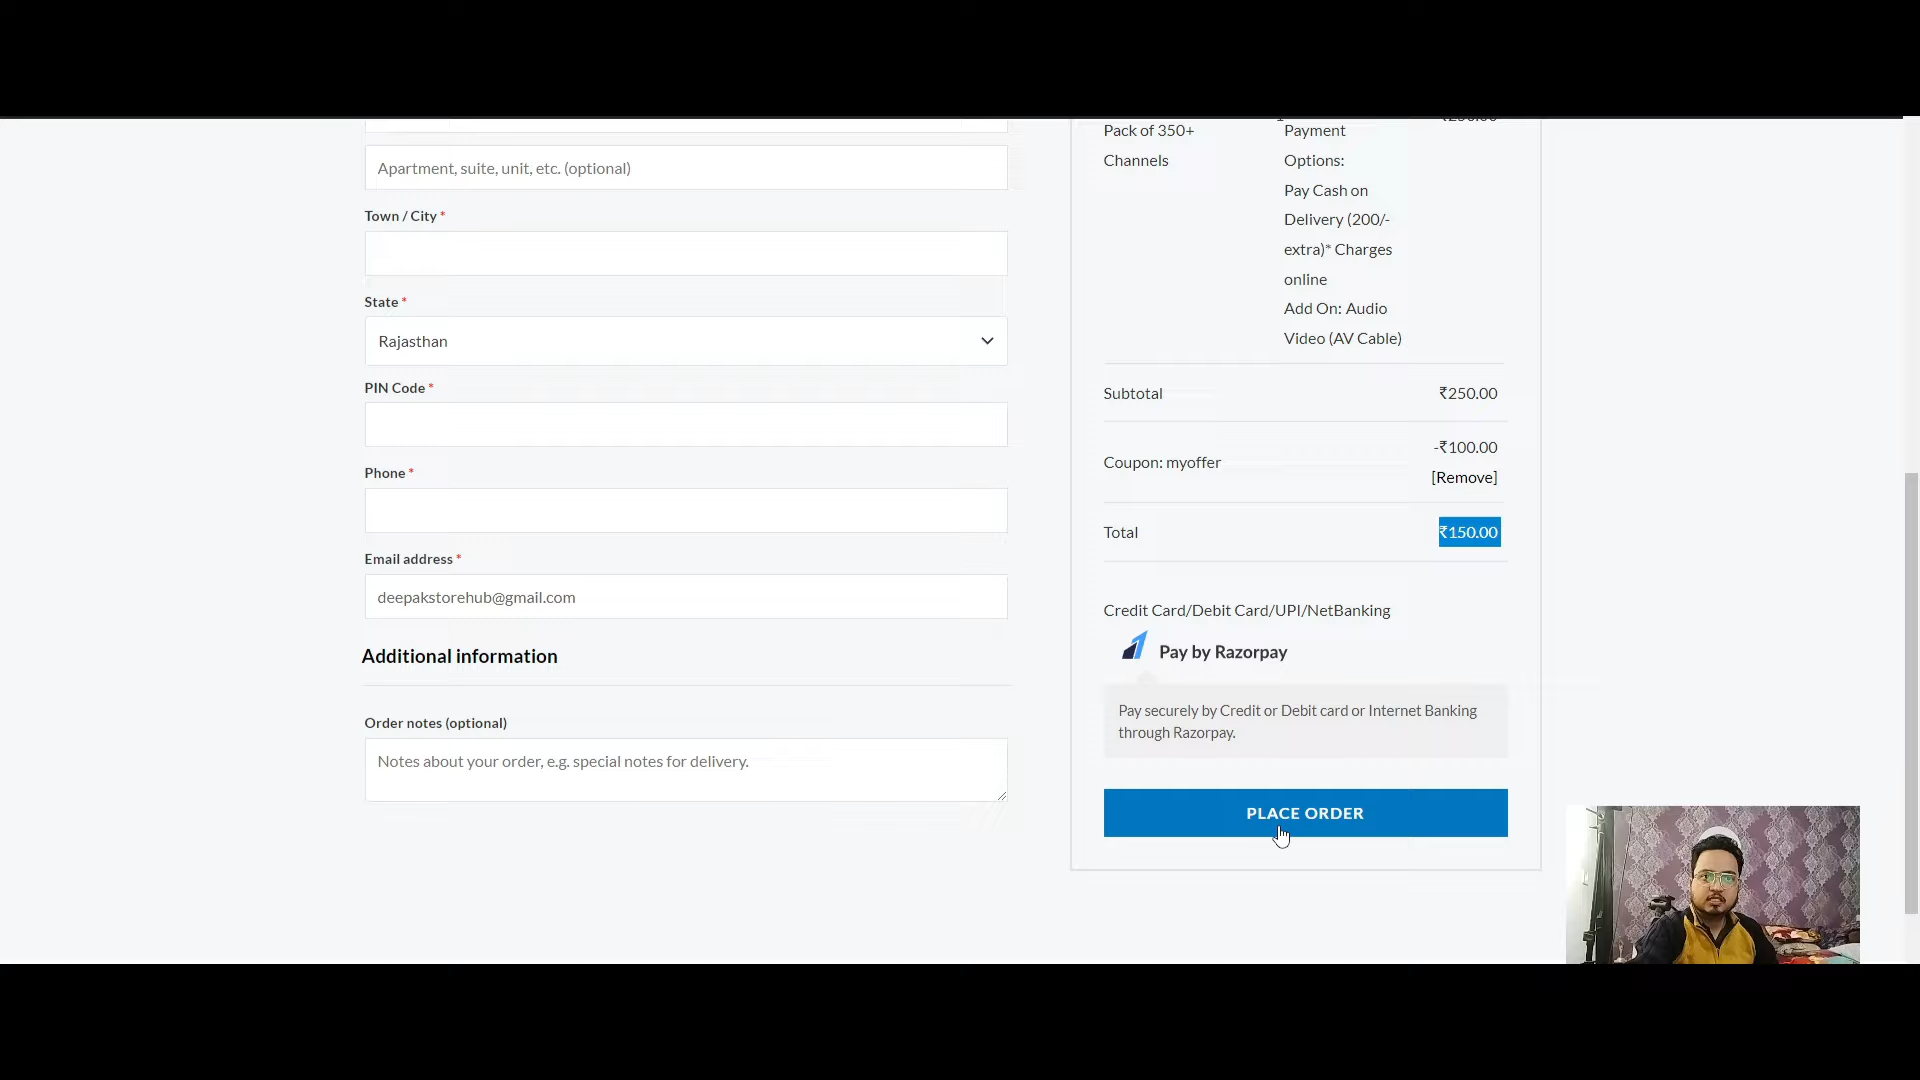 Apartment, suite, unit, etc. (optional)
Town / City *
State *
Rajasthan
PIN Code *
Phone *
Email address *
deepakstorehub@gmail.com
Additional information
Order notes (optional)
Notes about your order, e.g. special notes for delivery.
Pack of 350+
Channels
Payment
Options:
Pay Cash on
Delivery (200/-
extra)* Charges
online
Add On: Audio
Video (AV Cable)
Subtotal ₹250.00
Coupon: myoffer -₹100.00
[Remove]
Total ₹150.00
Credit Card/Debit Card/UPI/NetBanking
Pay by Razorpay
Pay securely by Credit or Debit card or Internet Banking
through Razorpay.
PLACE ORDER